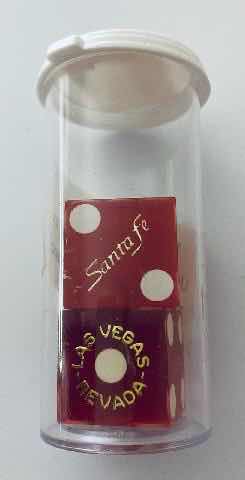 Santa Fe
- LAS VEGAS -
NEVADA